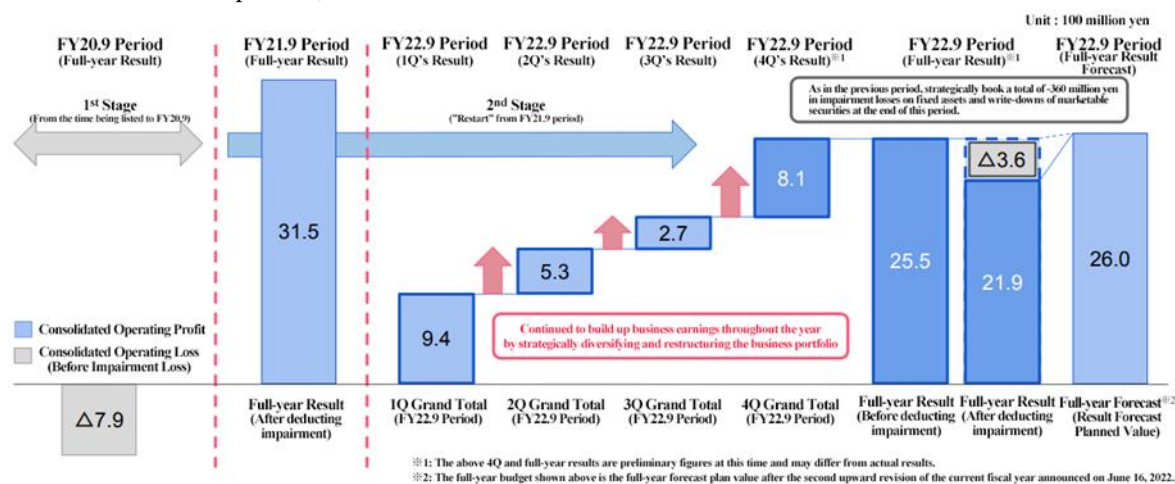 Unit : 100 million yen
FY20.9 Period
(Full-year Result)
FY21.9 Period
(Full-year Result)
FY22.9 Period
(1Q's Result)
FY22.9 Period
(2Q's Result)
FY22.9 Period
(3Q's Result)
FY22.9 Period
(4Q's Result)※1
FY22.9 Period
(Full-year Result)※1
FY22.9 Period
(Full-year Result
Forecast)
1st Stage
(From the time being listed to FY20.9)
2nd Stage
("Restart" from FY21.9 period)
As in the previous period, strategically book a total of -360 million yen
in impairment losses on fixed assets and write-downs of marketable
securities at the end of this period.
△7.9
31.5
9.4
5.3
2.7
8.1
25.5
△3.6
21.9
26.0
Consolidated Operating Profit
Consolidated Operating Loss
(Before Impairment Loss)
Continued to build up business earnings throughout the year
by strategically diversifying and restructuring the business portfolio
Full-year Result
(After deducting
impairment)
1Q Grand Total
(FY22.9 Period)
2Q Grand Total
(FY22.9 Period)
3Q Grand Total
(FY22.9 Period)
4Q Grand Total
(FY22.9 Period)
Full-year Result
(Before deducting
impairment)
Full-year Result
(After deducting
impairment)
Full-year Forecast※2
(Result Forecast
Planned Value)
※1: The above 4Q and full-year results are preliminary figures at this time and may differ from actual results.
※2: The full-year budget shown above is the full-year forecast plan value after the second upward revision of the current fiscal year announced on June 16, 2022.